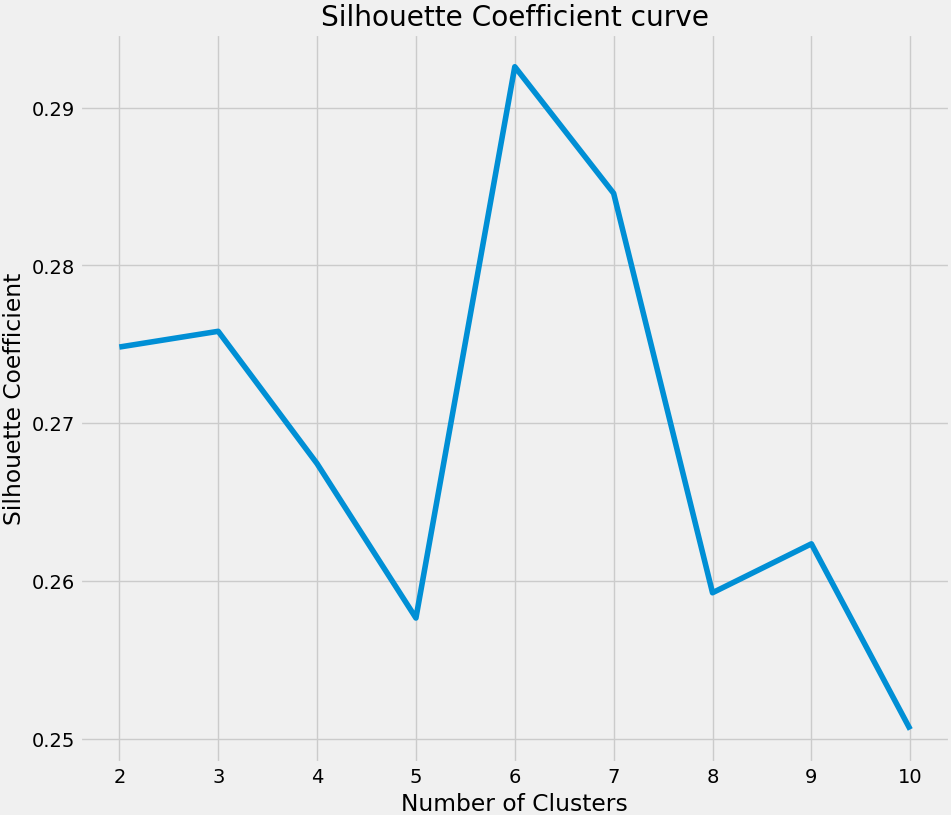 Silhouette Coefficient curve
Silhouette Coefficient
0.29
0.28
0.27
0.26
0.25
2 3 4 5 6 7 8 9 10
Number of Clusters